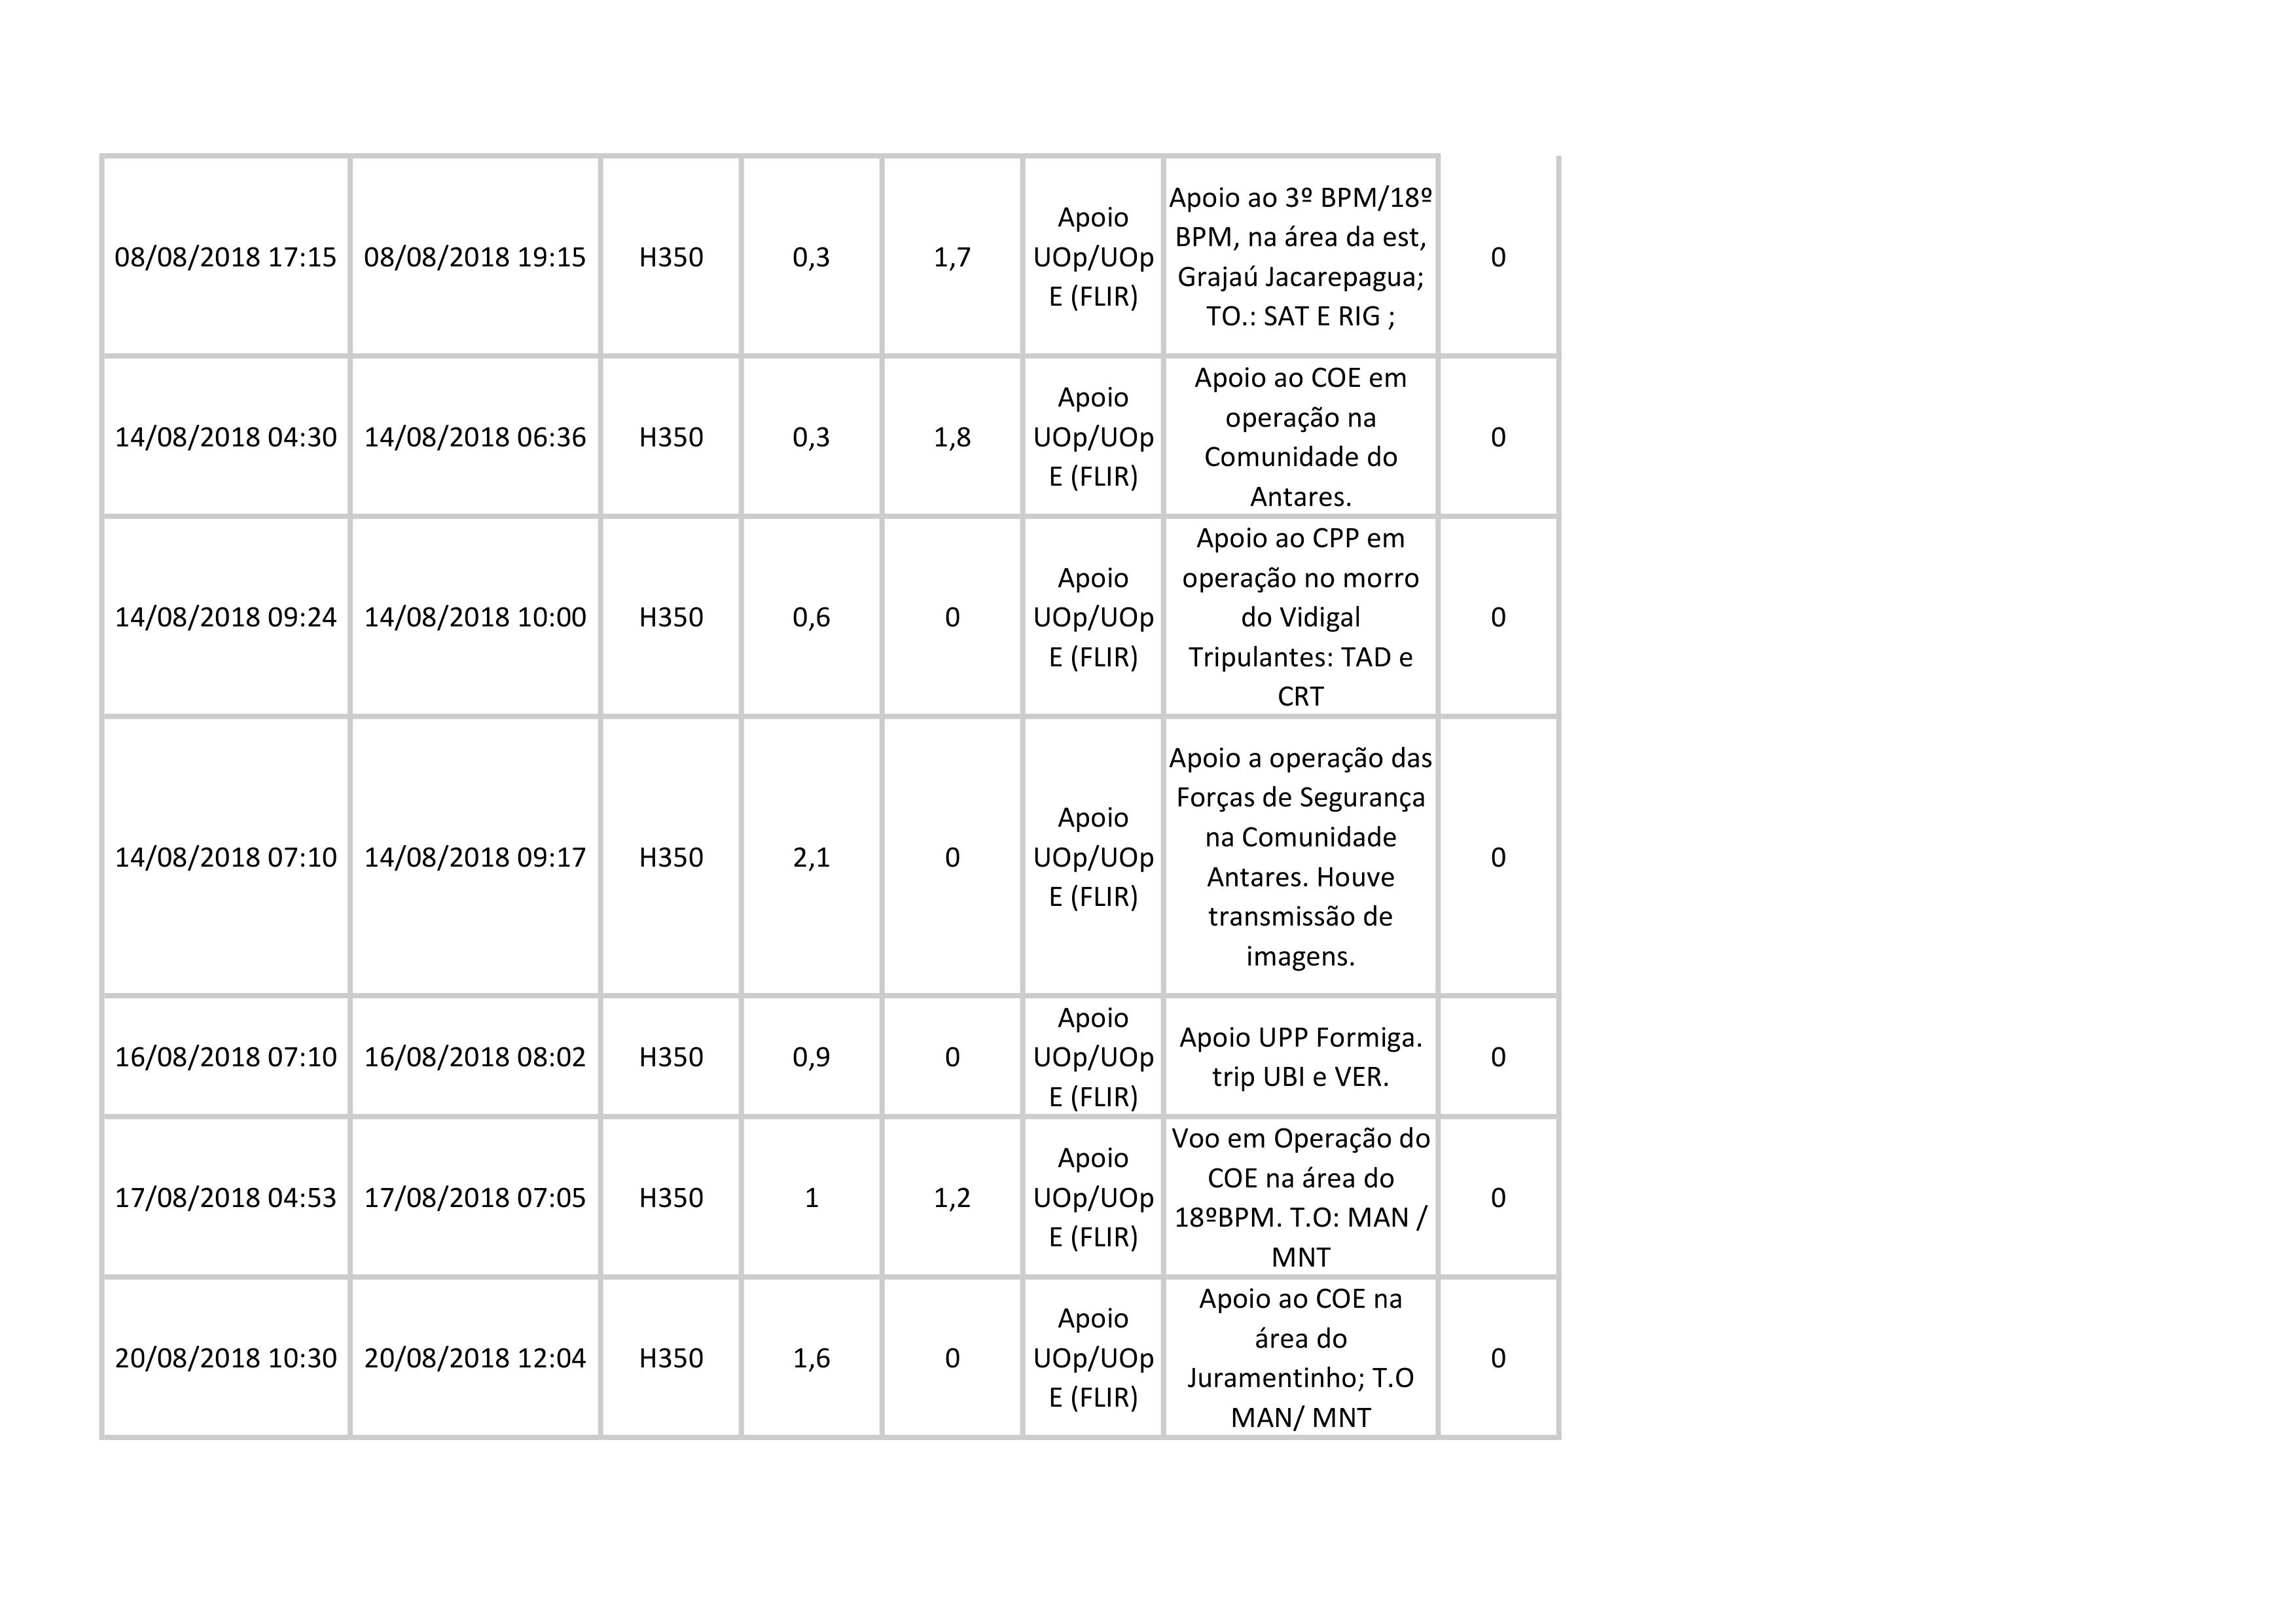 08/08/2018 17:15 08/08/2018 19:15 H350 0,3 1,7 Apoio UOp/UOp E (FLIR) Apoio ao 3º BPM/18º BPM, na área da est, Grajaú Jacarepagua; TO.: SAT E RIG ; 0
14/08/2018 04:30 14/08/2018 06:36 H350 0,3 1,8 Apoio UOp/UOp E (FLIR) Apoio ao COE em operação na Comunidade do Antares. 0
14/08/2018 09:24 14/08/2018 10:00 H350 0,6 0 Apoio UOp/UOp E (FLIR) Apoio ao CPP em operação no morro do Vidigal Tripulantes: TAD e CRT 0
14/08/2018 07:10 14/08/2018 09:17 H350 2,1 0 Apoio UOp/UOp E (FLIR) Apoio a operação das Forças de Segurança na Comunidade Antares. Houve transmissão de imagens. 0
16/08/2018 07:10 16/08/2018 08:02 H350 0,9 0 Apoio UOp/UOp E (FLIR) Apoio UPP Formiga. trip UBI e VER. 0
17/08/2018 04:53 17/08/2018 07:05 H350 1 1,2 Apoio UOp/UOp E (FLIR) Voo em Operação do COE na área do 18ºBPM. T.O: MAN / MNT 0
20/08/2018 10:30 20/08/2018 12:04 H350 1,6 0 Apoio UOp/UOp E (FLIR) Apoio ao COE na área do Juramentinho; T.O MAN/ MNT 0